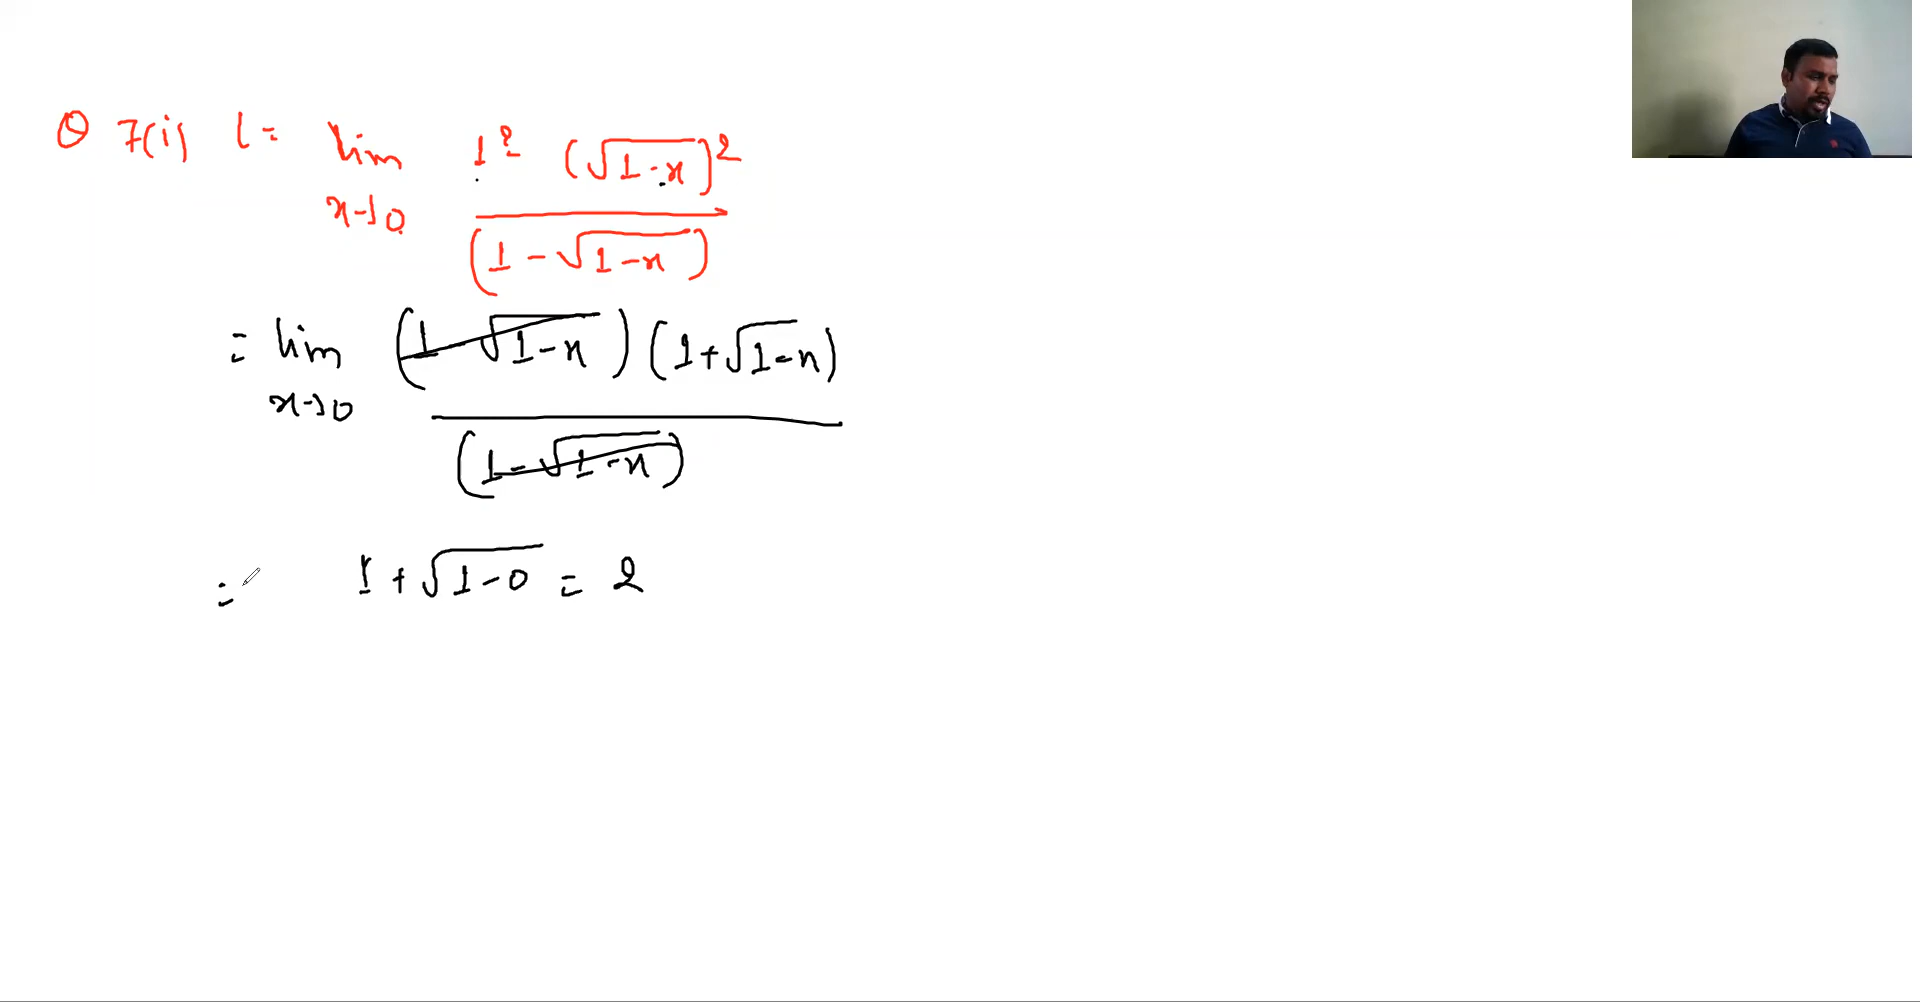 Q 7(i) l = lim x→0 1² (√1-x)² / (1 - √1-x)
= lim x→0 (1 - √1-x) (1 + √1-x) / (1 - √1-x)
= 1 + √1-0 = 2